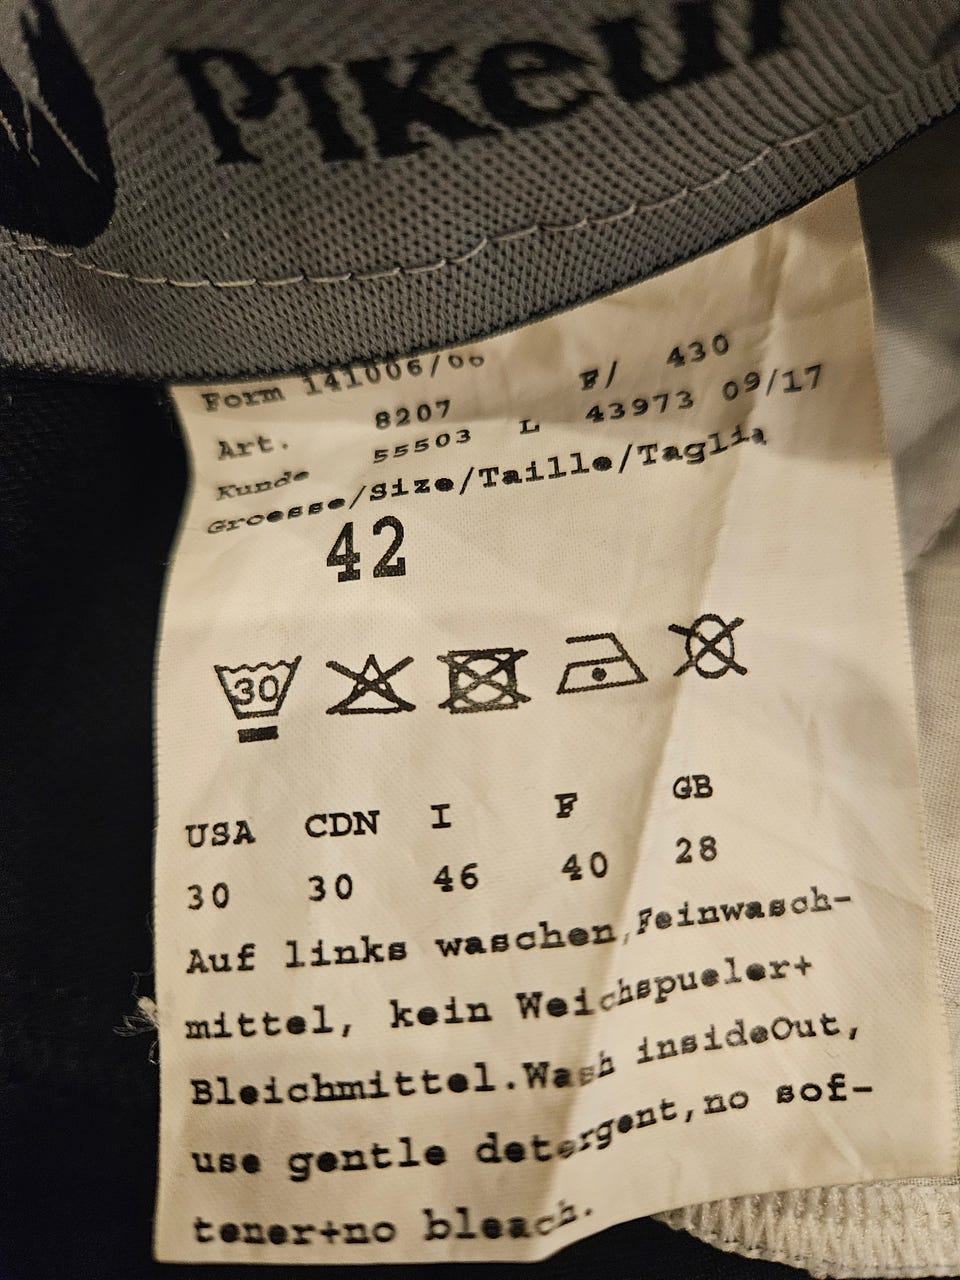 Pikeur
Form 141006/06 F/ 430
Art. 8207 L 43973 09/17
Kunde 55503
Groesse/Size/Taille/Taglia
42
30
USA CDN I F GB
30 30 46 40 28
Auf links waschen,Feinwasch-
mittel, kein Weichspueler+
Bleichmittel.Wash insideOut,
use gentle detergent,no sof-
tener+no bleach.